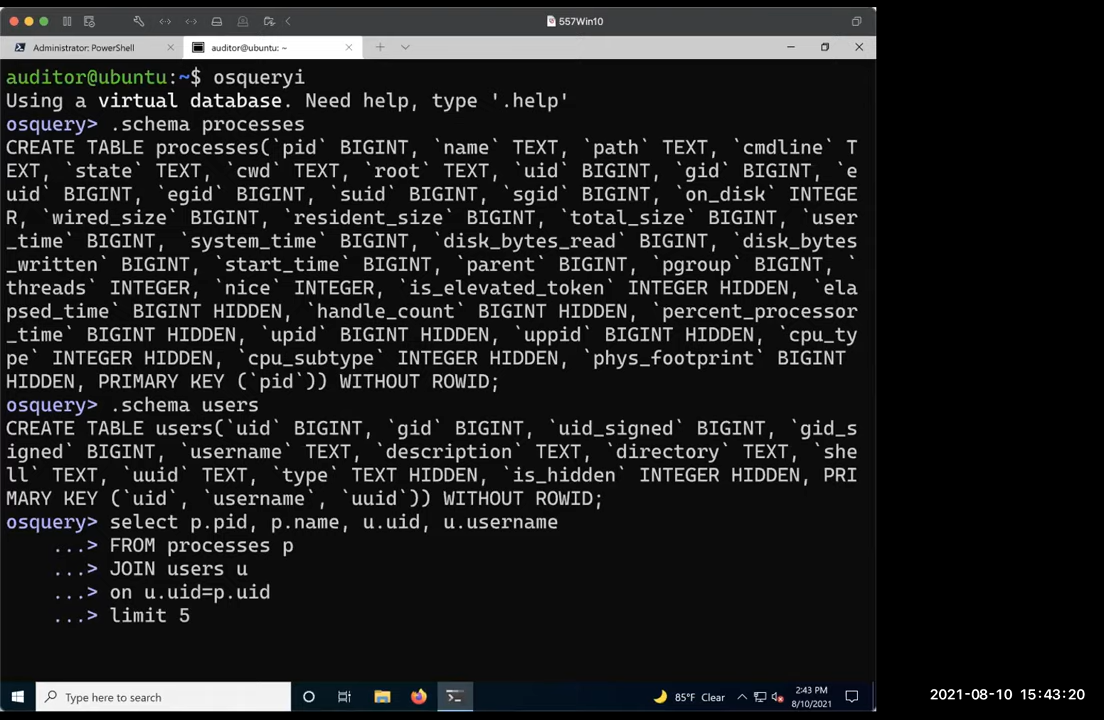 557Win10
Administrator: PowerShell
auditor@ubuntu: ~
auditor@ubuntu:~$ osqueryi
Using a virtual database. Need help, type '.help'
osquery> .schema processes
CREATE TABLE processes(`pid` BIGINT, `name` TEXT, `path` TEXT, `cmdline` T
EXT, `state` TEXT, `cwd` TEXT, `root` TEXT, `uid` BIGINT, `gid` BIGINT, `e
uid` BIGINT, `egid` BIGINT, `suid` BIGINT, `sgid` BIGINT, `on_disk` INTEGE
R, `wired_size` BIGINT, `resident_size` BIGINT, `total_size` BIGINT, `user
_time` BIGINT, `system_time` BIGINT, `disk_bytes_read` BIGINT, `disk_bytes
_written` BIGINT, `start_time` BIGINT, `parent` BIGINT, `pgroup` BIGINT, `
threads` INTEGER, `nice` INTEGER, `is_elevated_token` INTEGER HIDDEN, `ela
psed_time` BIGINT HIDDEN, `handle_count` BIGINT HIDDEN, `percent_processor
_time` BIGINT HIDDEN, `upid` BIGINT HIDDEN, `uppid` BIGINT HIDDEN, `cpu_ty
pe` INTEGER HIDDEN, `cpu_subtype` INTEGER HIDDEN, `phys_footprint` BIGINT
HIDDEN, PRIMARY KEY (`pid`)) WITHOUT ROWID;
osquery> .schema users
CREATE TABLE users(`uid` BIGINT, `gid` BIGINT, `uid_signed` BIGINT, `gid_s
igned` BIGINT, `username` TEXT, `description` TEXT, `directory` TEXT, `she
ll` TEXT, `uuid` TEXT, `type` TEXT HIDDEN, `is_hidden` INTEGER HIDDEN, PRI
MARY KEY (`uid`, `username`, `uuid`)) WITHOUT ROWID;
osquery> select p.pid, p.name, u.uid, u.username
...> FROM processes p
...> JOIN users u
...> on u.uid=p.uid
...> limit 5
Type here to search
85°F Clear
2:43 PM
8/10/2021
2021-08-10 15:43:20